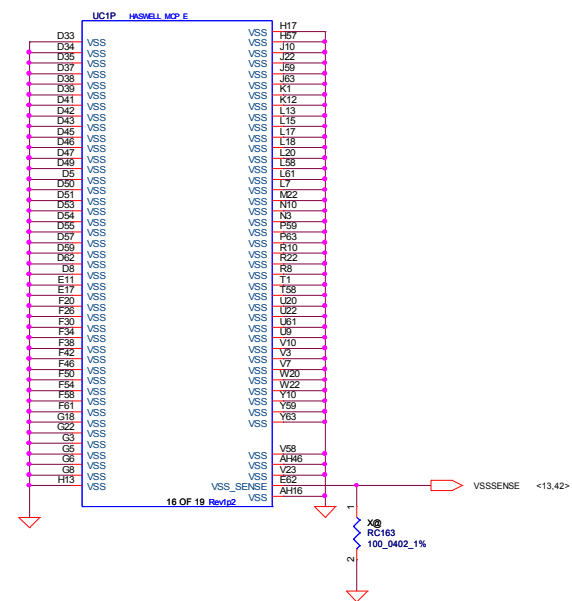 UC1P HASWELL_MCP_E
VSS H17
D33 VSS VSS H57
D34 VSS VSS J10
D35 VSS VSS J22
D37 VSS VSS J59
D38 VSS VSS J63
D39 VSS VSS K1
D41 VSS VSS K12
D42 VSS VSS L13
D43 VSS VSS L15
D45 VSS VSS L17
D46 VSS VSS L18
D47 VSS VSS L20
D49 VSS VSS L58
D5 VSS VSS L61
D50 VSS VSS L7
D51 VSS VSS M22
D53 VSS VSS N10
D54 VSS VSS N3
D55 VSS VSS P59
D57 VSS VSS P63
D59 VSS VSS R10
D62 VSS VSS R22
D8 VSS VSS R8
E11 VSS VSS T1
E17 VSS VSS T58
F20 VSS VSS U20
F26 VSS VSS U22
F30 VSS VSS U61
F34 VSS VSS U9
F38 VSS VSS V10
F42 VSS VSS V3
F46 VSS VSS V7
F50 VSS VSS W20
F54 VSS VSS W22
F58 VSS VSS Y10
F61 VSS VSS Y59
G18 VSS VSS Y63
G22 VSS
G3 VSS
G5 VSS VSS V58
G6 VSS VSS AH46
G8 VSS VSS V23
H13 VSS VSS_SENSE E62 VSSSENSE <13,42>
VSS AH16
16 OF 19 Rev1p2
1
X@
RC163
100_0402_1%
2